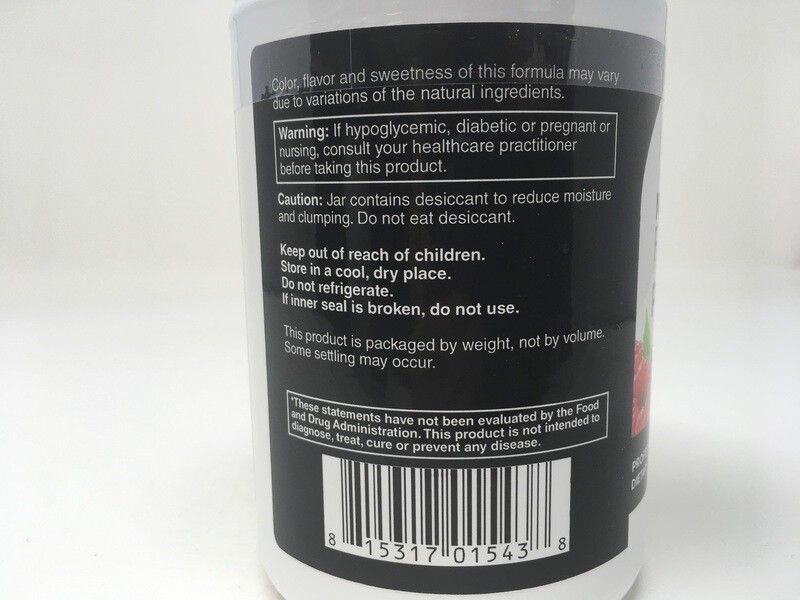 Color, flavor and sweetness of this formula may vary
due to variations of the natural ingredients.
Warning: If hypoglycemic, diabetic or pregnant or
nursing, consult your healthcare practitioner
before taking this product.
Caution: Jar contains desiccant to reduce moisture
and clumping. Do not eat desiccant.
Keep out of reach of children.
Store in a cool, dry place.
Do not refrigerate.
If inner seal is broken, do not use.
This product is packaged by weight, not by volume.
Some settling may occur.
*These statements have not been evaluated by the Food
and Drug Administration. This product is not intended to
diagnose, treat, cure or prevent any disease.
8 15317 01543 8